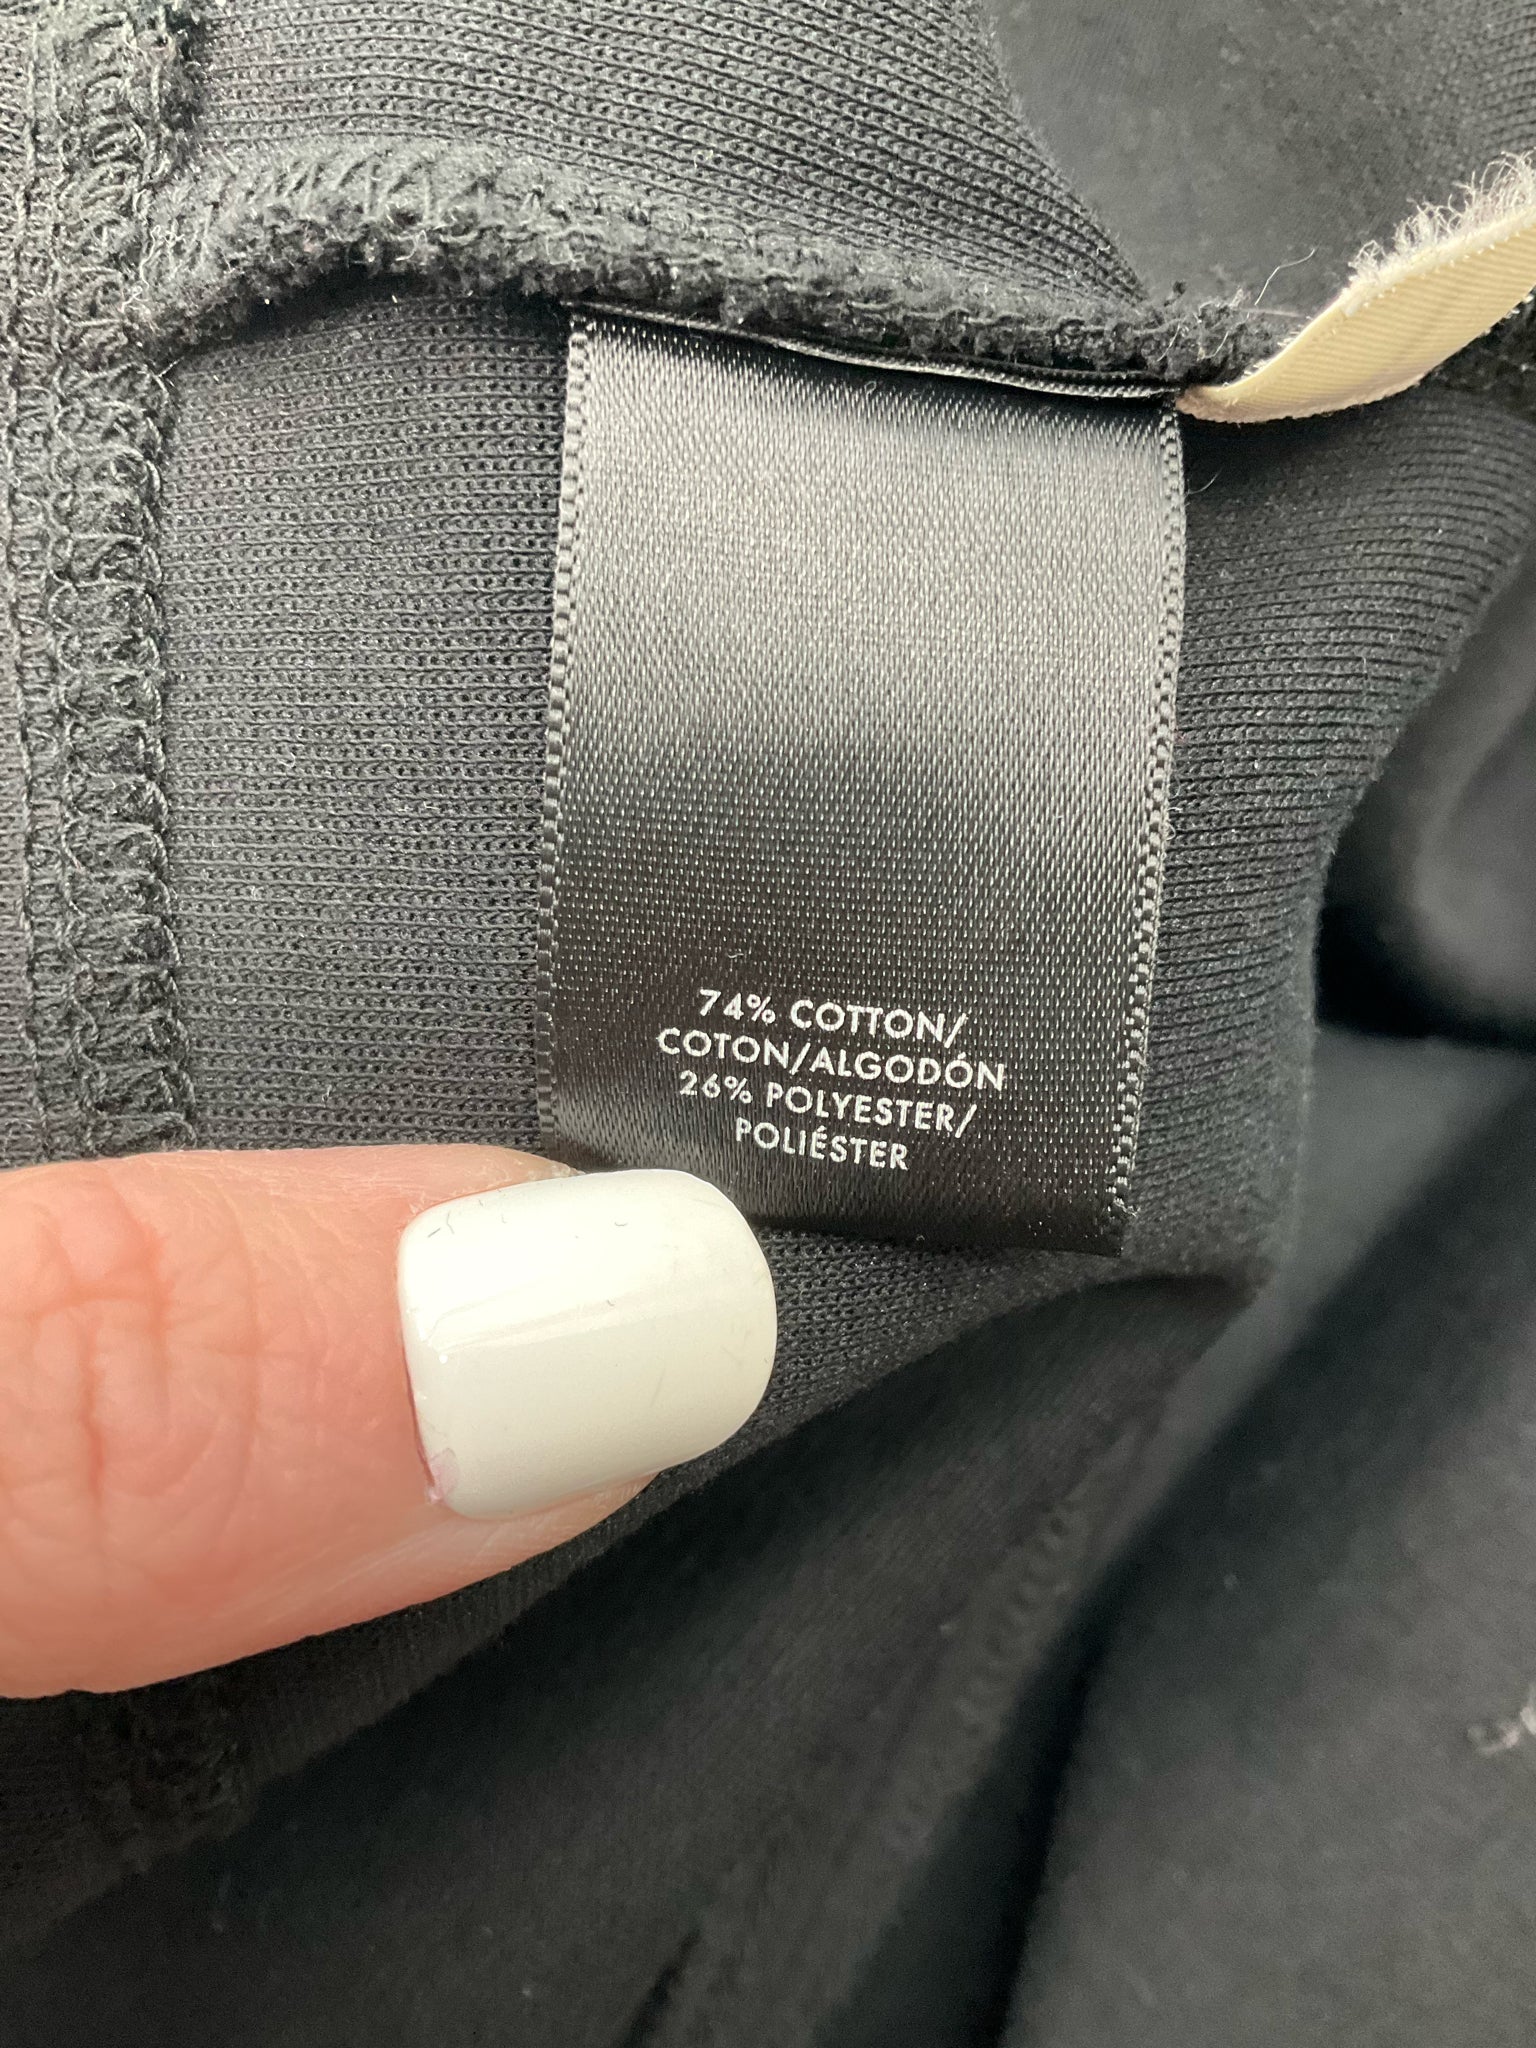 74% COTTON/
COTON/ALGODÓN
26% POLYESTER/
POLIÉSTER